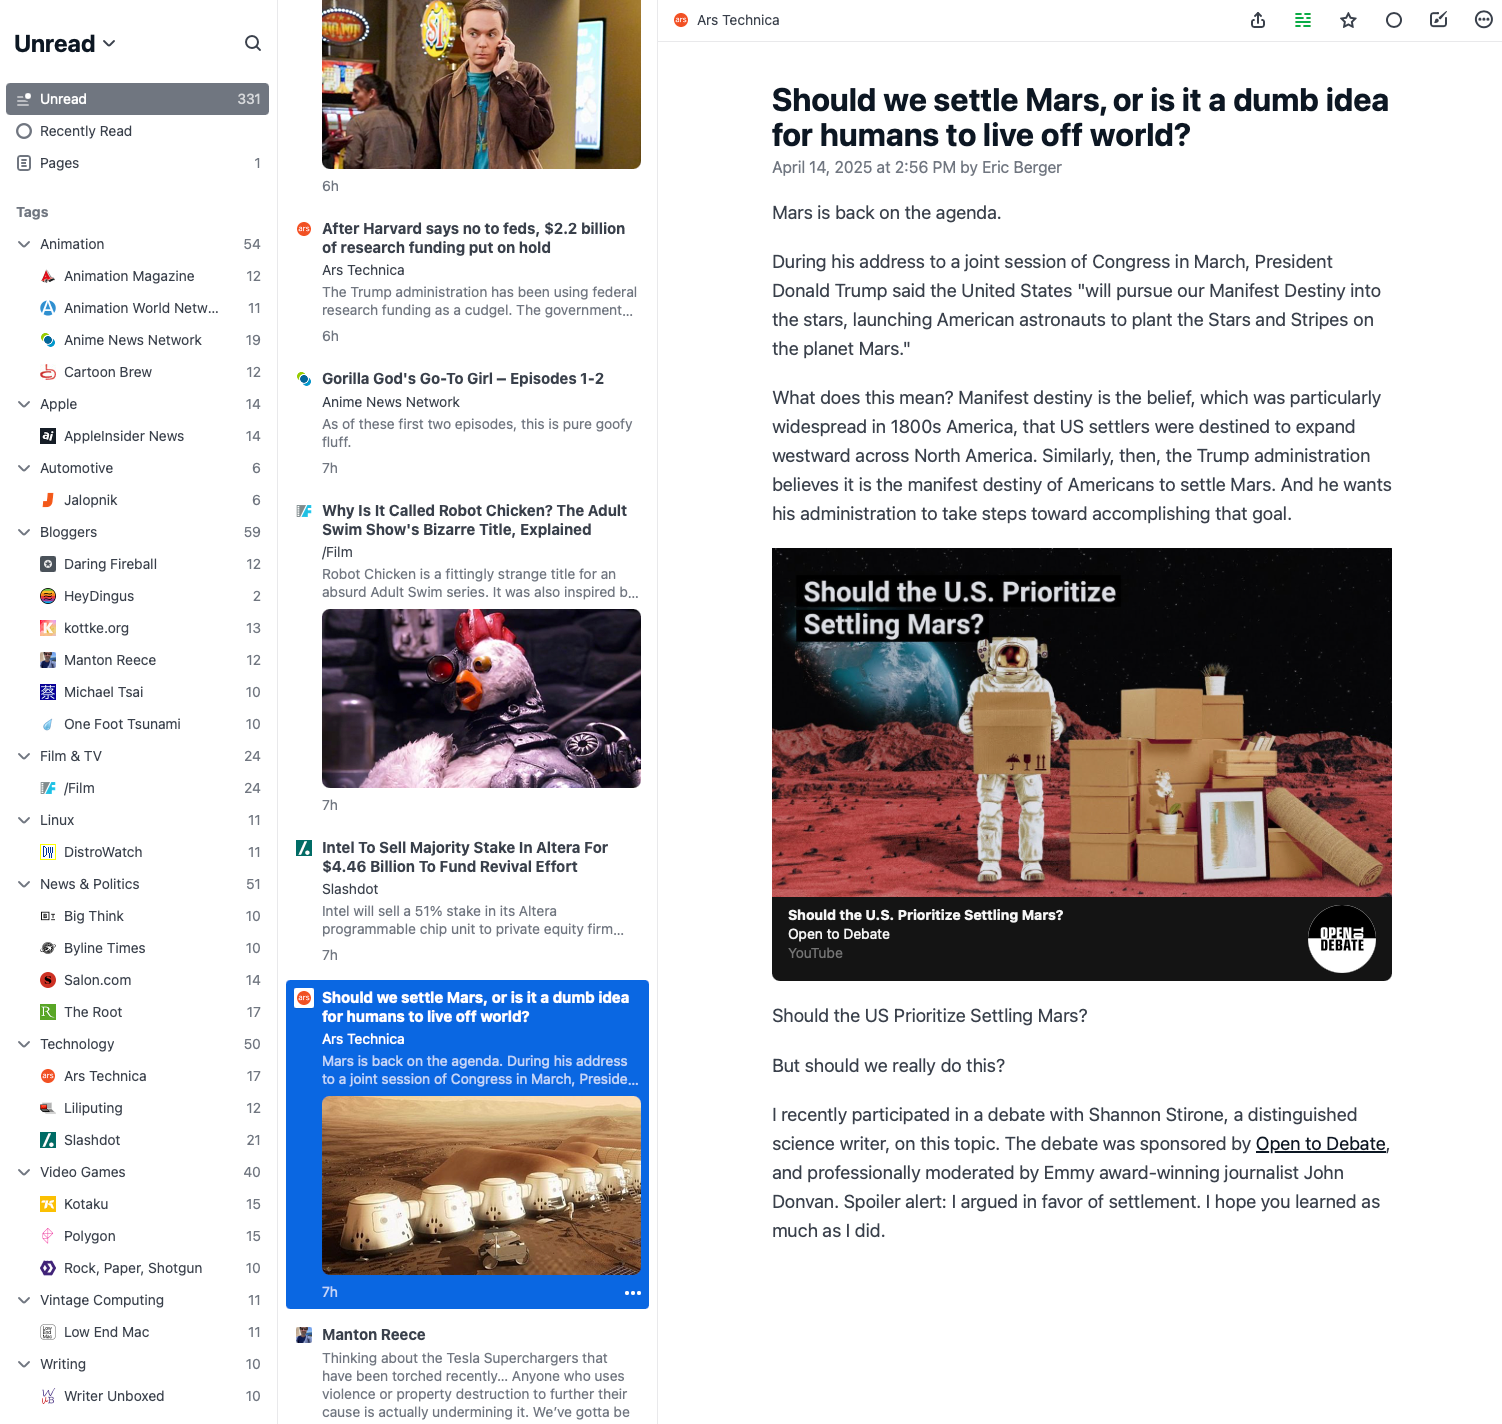 Unread
Unread 331
Recently Read
Pages 1
Tags
Animation 54
Animation Magazine 12
Animation World Netw... 11
Anime News Network 19
Cartoon Brew 12
Apple 14
AppleInsider News 14
Automotive 6
Jalopnik 6
Bloggers 59
Daring Fireball 12
HeyDingus 2
kottke.org 13
Manton Reece 12
Michael Tsai 10
One Foot Tsunami 10
Film & TV 24
/Film 24
Linux 11
DistroWatch 11
News & Politics 51
Big Think 10
Byline Times 10
Salon.com 14
The Root 17
Technology 50
Ars Technica 17
Liliputing 12
Slashdot 21
Video Games 40
Kotaku 15
Polygon 15
Rock, Paper, Shotgun 10
Vintage Computing 11
Low End Mac 11
Writing 10
Writer Unboxed 10
6h
After Harvard says no to feds, $2.2 billion
of research funding put on hold
Ars Technica
The Trump administration has been using federal
research funding as a cudgel. The government...
6h
Gorilla God's Go-To Girl – Episodes 1-2
Anime News Network
As of these first two episodes, this is pure goofy
fluff.
7h
Why Is It Called Robot Chicken? The Adult
Swim Show's Bizarre Title, Explained
/Film
Robot Chicken is a fittingly strange title for an
absurd Adult Swim series. It was also inspired b...
7h
Intel To Sell Majority Stake In Altera For
$4.46 Billion To Fund Revival Effort
Slashdot
Intel will sell a 51% stake in its Altera
programmable chip unit to private equity firm...
7h
Should we settle Mars, or is it a dumb idea
for humans to live off world?
Ars Technica
Mars is back on the agenda. During his address
to a joint session of Congress in March, Preside...
7h
Manton Reece
Thinking about the Tesla Superchargers that
have been torched recently... Anyone who uses
violence or property destruction to further their
cause is actually undermining it. We've gotta be
Ars Technica
Should we settle Mars, or is it a dumb idea
for humans to live off world?
April 14, 2025 at 2:56 PM by Eric Berger
Mars is back on the agenda.
During his address to a joint session of Congress in March, President
Donald Trump said the United States "will pursue our Manifest Destiny into
the stars, launching American astronauts to plant the Stars and Stripes on
the planet Mars."
What does this mean? Manifest destiny is the belief, which was particularly
widespread in 1800s America, that US settlers were destined to expand
westward across North America. Similarly, then, the Trump administration
believes it is the manifest destiny of Americans to settle Mars. And he wants
his administration to take steps toward accomplishing that goal.
Should the U.S. Prioritize
Settling Mars?
Should the U.S. Prioritize Settling Mars?
Open to Debate
YouTube
OPEN TO
DEBATE
Should the US Prioritize Settling Mars?
But should we really do this?
I recently participated in a debate with Shannon Stirone, a distinguished
science writer, on this topic. The debate was sponsored by Open to Debate,
and professionally moderated by Emmy award-winning journalist John
Donvan. Spoiler alert: I argued in favor of settlement. I hope you learned as
much as I did.